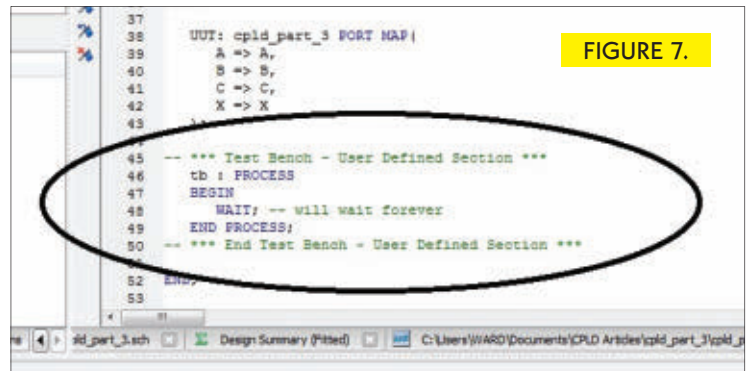 37
38 UUT: cpld_part_3 PORT MAP(
FIGURE 7.
39 A => A,
40 B => B,
41 C => C,
42 X => X
43
45 -- *** Test Bench - User Defined Section ***
46 tb : PROCESS
47 BEGIN
48 WAIT; -- will wait forever
49 END PROCESS;
50 -- *** End Test Bench - User Defined Section ***
52 END;
53
ld_part_3.sch Design Summary (Fitted) C:\Users\WARD\Documents\CPLD Articles\cpld_part_3\cpld_p